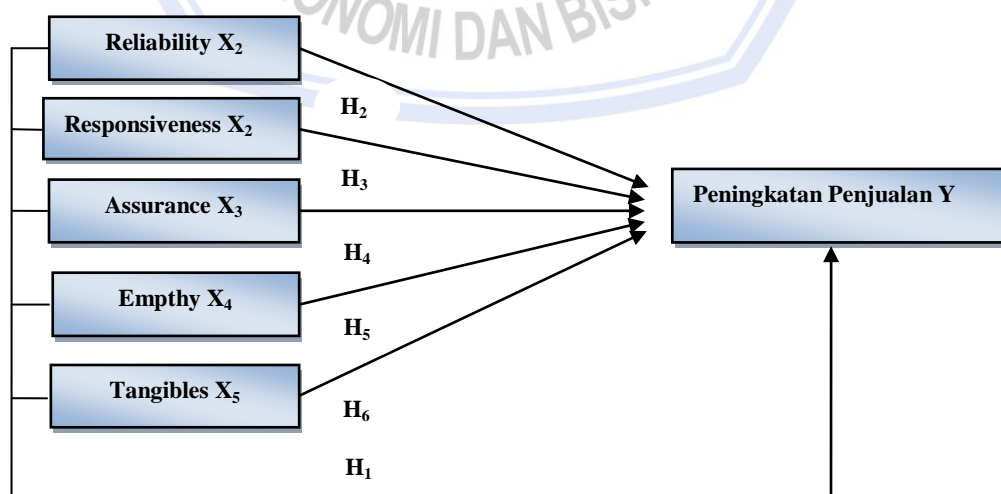 ONOMI DAN BIS
Reliability X₂
H₂
Responsiveness X₂
H₃
Assurance X₃
Peningkatan Penjualan Y
H₄
Empthy X₄
H₅
Tangibles X₅
H₆
H₁